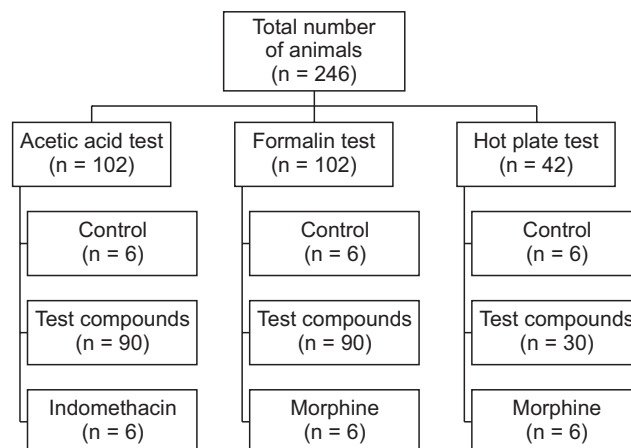 Total number
of animals
(n = 246)
Acetic acid test
(n = 102)
Formalin test
(n = 102)
Hot plate test
(n = 42)
Control
(n = 6)
Control
(n = 6)
Control
(n = 6)
Test compounds
(n = 90)
Test compounds
(n = 90)
Test compounds
(n = 30)
Indomethacin
(n = 6)
Morphine
(n = 6)
Morphine
(n = 6)